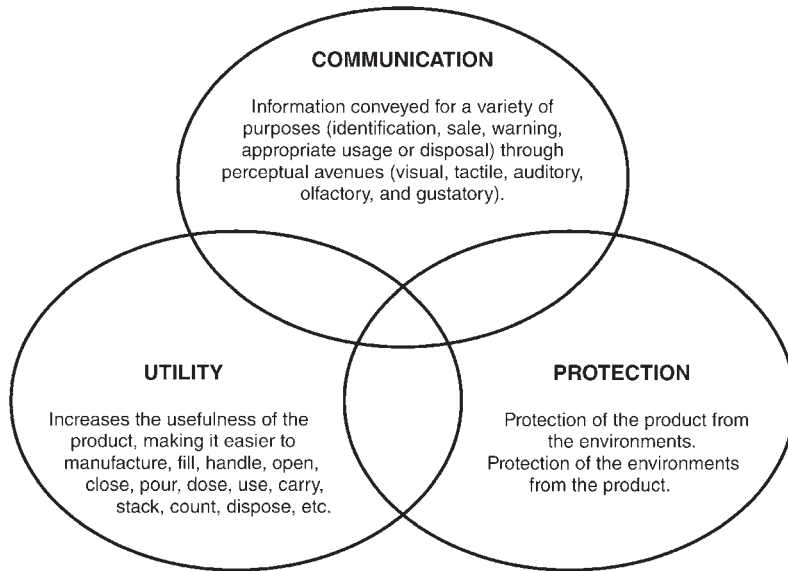 COMMUNICATION
Information conveyed for a variety of
purposes (identification, sale, warning,
appropriate usage or disposal) through
perceptual avenues (visual, tactile, auditory,
olfactory, and gustatory).
UTILITY
Increases the usefulness of the
product, making it easier to
manufacture, fill, handle, open,
close, pour, dose, use, carry,
stack, count, dispose, etc.
PROTECTION
Protection of the product from
the environments.
Protection of the environments
from the product.